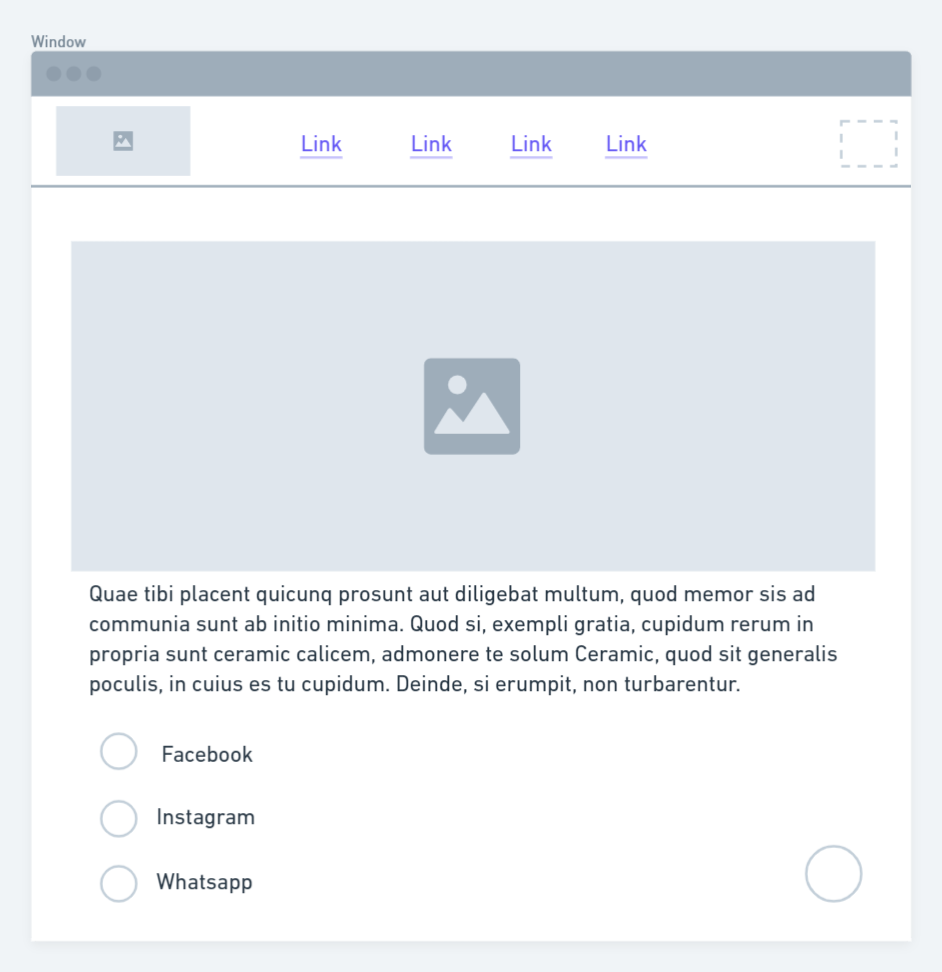 Window
Link Link Link Link
Quae tibi placent quicunq prosunt aut diligebat multum, quod memor sis ad
communia sunt ab initio minima. Quod si, exempli gratia, cupidum rerum in
propria sunt ceramic calicem, admonere te solum Ceramic, quod sit generalis
poculis, in cuius es tu cupidum. Deinde, si erumpit, non turbarentur.
Facebook
Instagram
Whatsapp